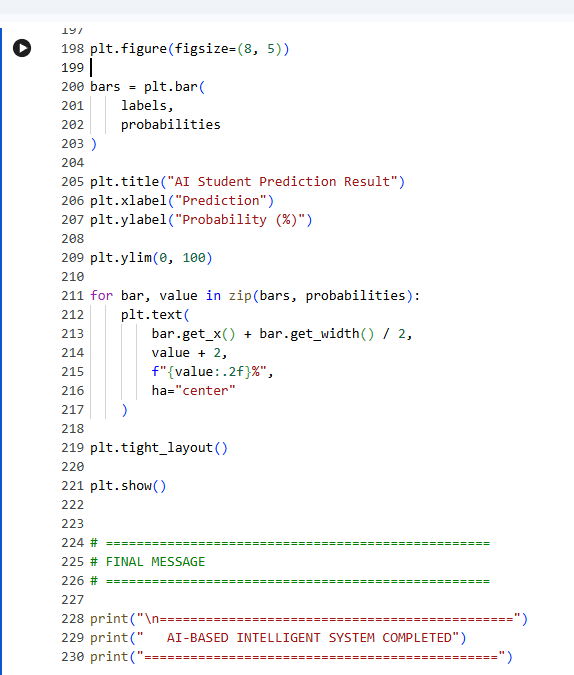 197
198 plt.figure(figsize=(8, 5))
199
200 bars = plt.bar(
201     labels,
202     probabilities
203 )
204
205 plt.title("AI Student Prediction Result")
206 plt.xlabel("Prediction")
207 plt.ylabel("Probability (%)")
208
209 plt.ylim(0, 100)
210
211 for bar, value in zip(bars, probabilities):
212     plt.text(
213         bar.get_x() + bar.get_width() / 2,
214         value + 2,
215         f"{value:.2f}%",
216         ha="center"
217     )
218
219 plt.tight_layout()
220
221 plt.show()
222
223
224 # ==================================================
225 # FINAL MESSAGE
226 # ==================================================
227
228 print("\n==============================================")
229 print("   AI-BASED INTELLIGENT SYSTEM COMPLETED")
230 print("==============================================")